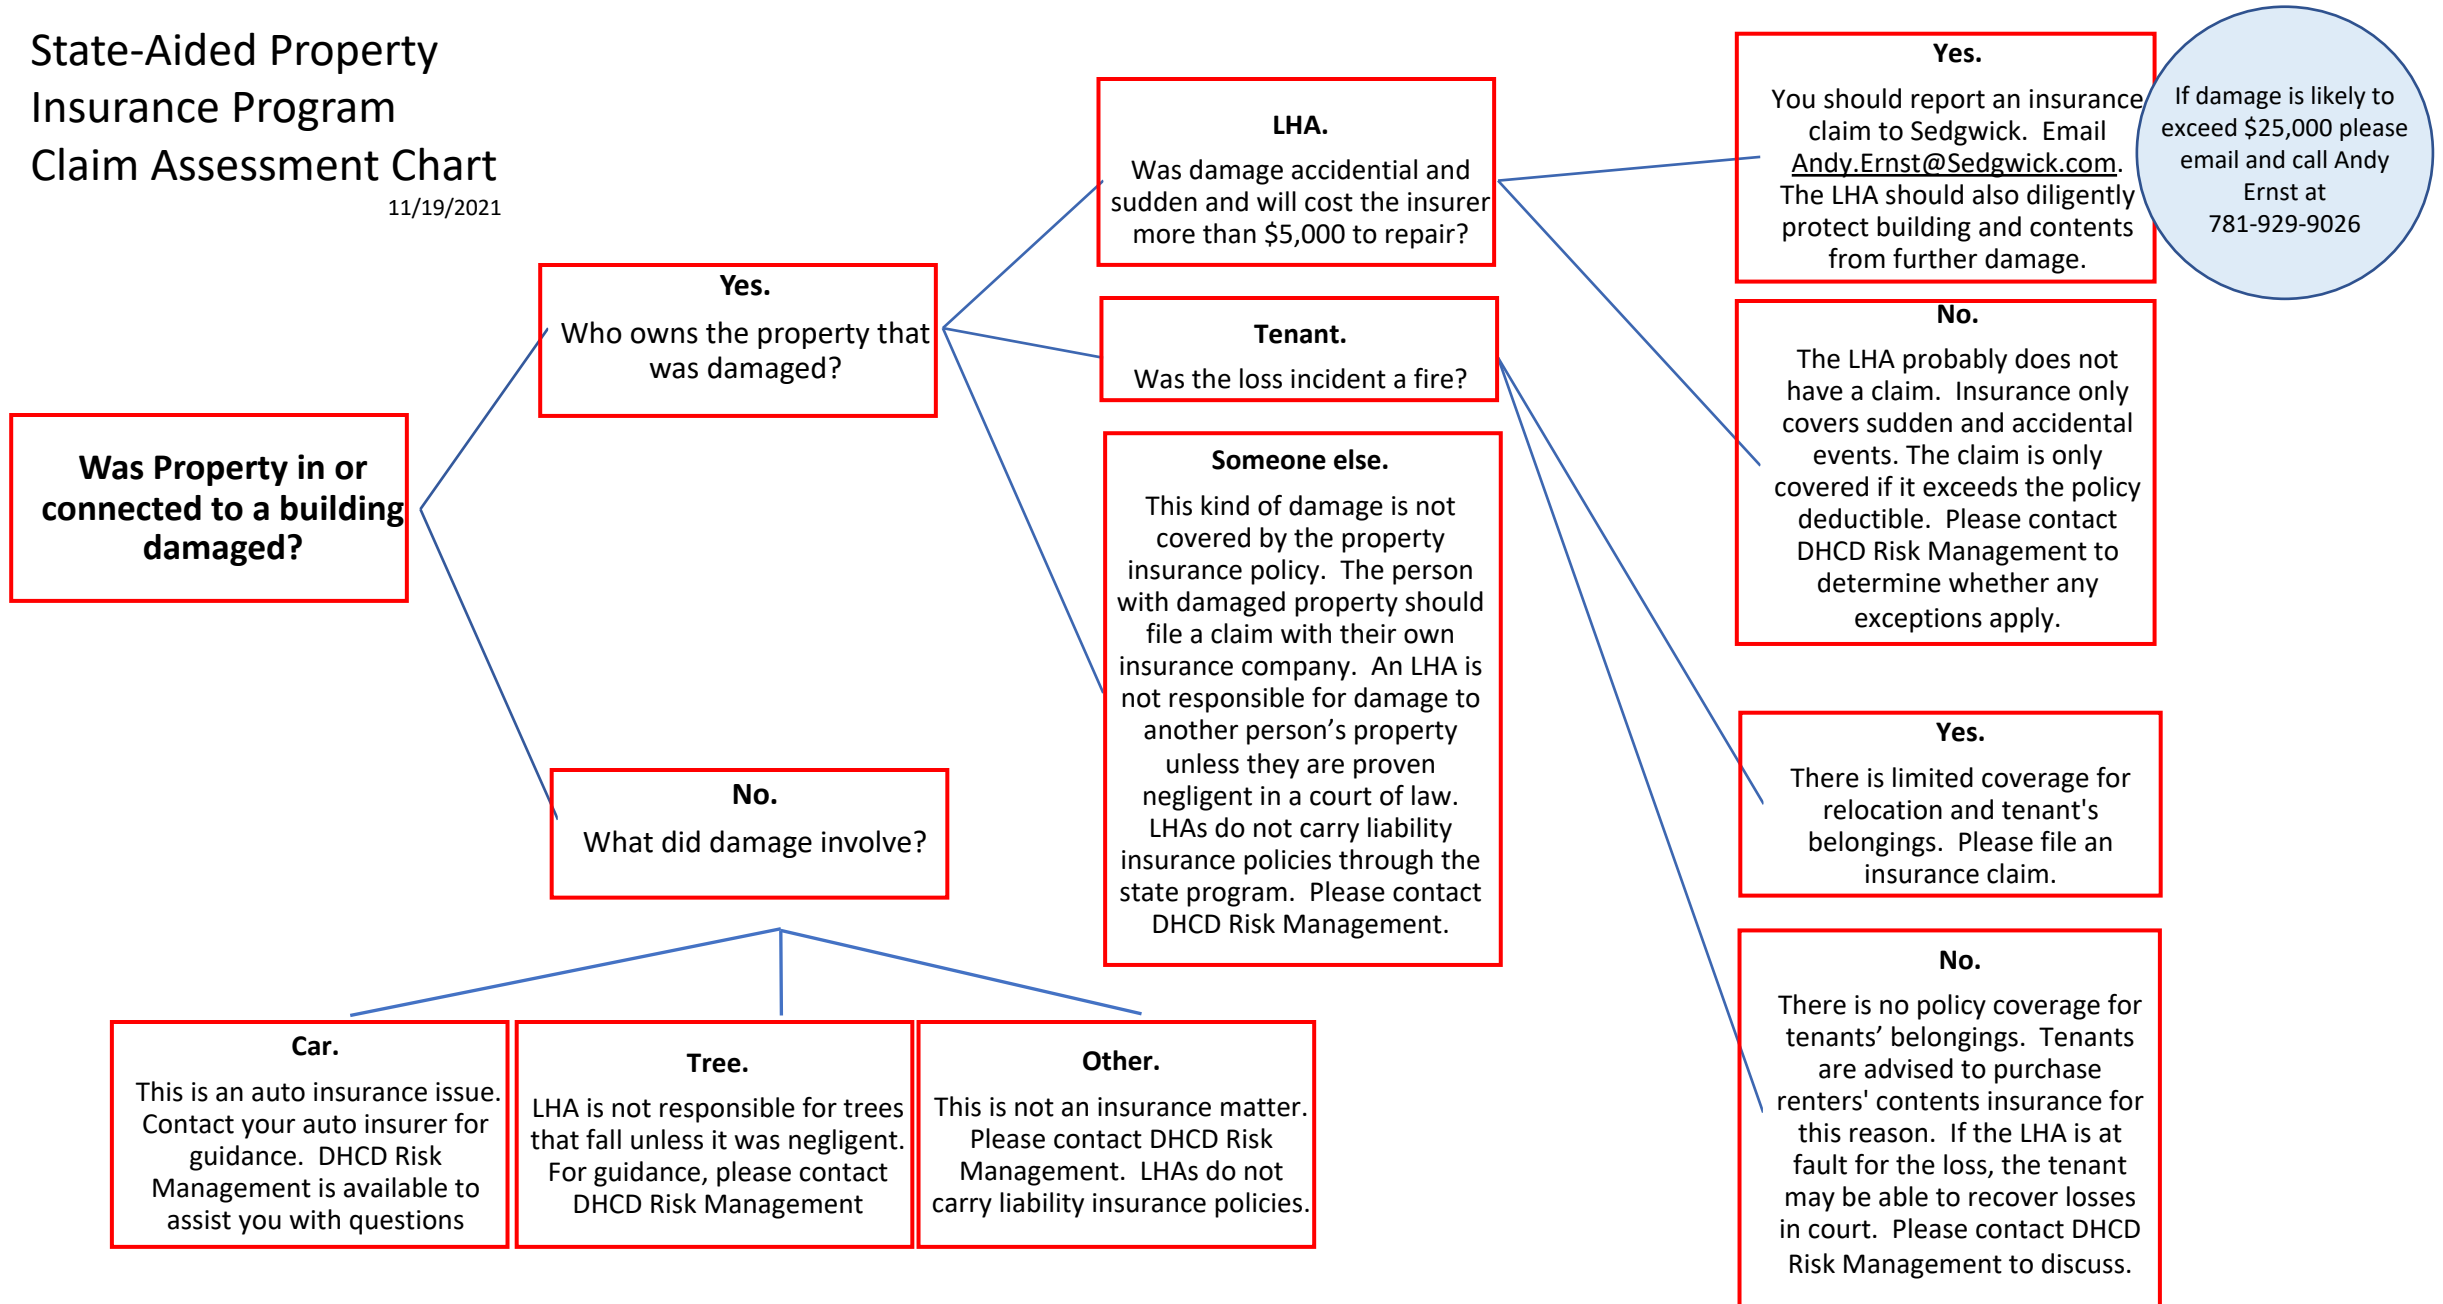 State-Aided Property
Insurance Program
Claim Assessment Chart
11/19/2021
Was Property in or
connected to a building
damaged?
Yes.
Who owns the property that
was damaged?
No.
What did damage involve?
LHA.
Was damage accidential and
sudden and will cost the insurer
more than $5,000 to repair?
Tenant.
Was the loss incident a fire?
Someone else.
This kind of damage is not
covered by the property
insurance policy.  The person
with damaged property should
file a claim with their own
insurance company.  An LHA is
not responsible for damage to
another person’s property
unless they are proven
negligent in a court of law.
LHAs do not carry liability
insurance policies through the
state program.  Please contact
DHCD Risk Management.
Yes.
You should report an insurance
claim to Sedgwick.  Email
Andy.Ernst@Sedgwick.com.
The LHA should also diligently
protect building and contents
from further damage.
If damage is likely to
exceed $25,000 please
email and call Andy
Ernst at
781-929-9026
No.
The LHA probably does not
have a claim.  Insurance only
covers sudden and accidental
events. The claim is only
covered if it exceeds the policy
deductible.  Please contact
DHCD Risk Management to
determine whether any
exceptions apply.
Yes.
There is limited coverage for
relocation and tenant's
belongings.  Please file an
insurance claim.
No.
There is no policy coverage for
tenants’ belongings.  Tenants
are advised to purchase
renters' contents insurance for
this reason.  If the LHA is at
fault for the loss, the tenant
may be able to recover losses
in court.  Please contact DHCD
Risk Management to discuss.
Car.
This is an auto insurance issue.
Contact your auto insurer for
guidance.  DHCD Risk
Management is available to
assist you with questions
Tree.
LHA is not responsible for trees
that fall unless it was negligent.
For guidance, please contact
DHCD Risk Management
Other.
This is not an insurance matter.
Please contact DHCD Risk
Management.  LHAs do not
carry liability insurance policies.